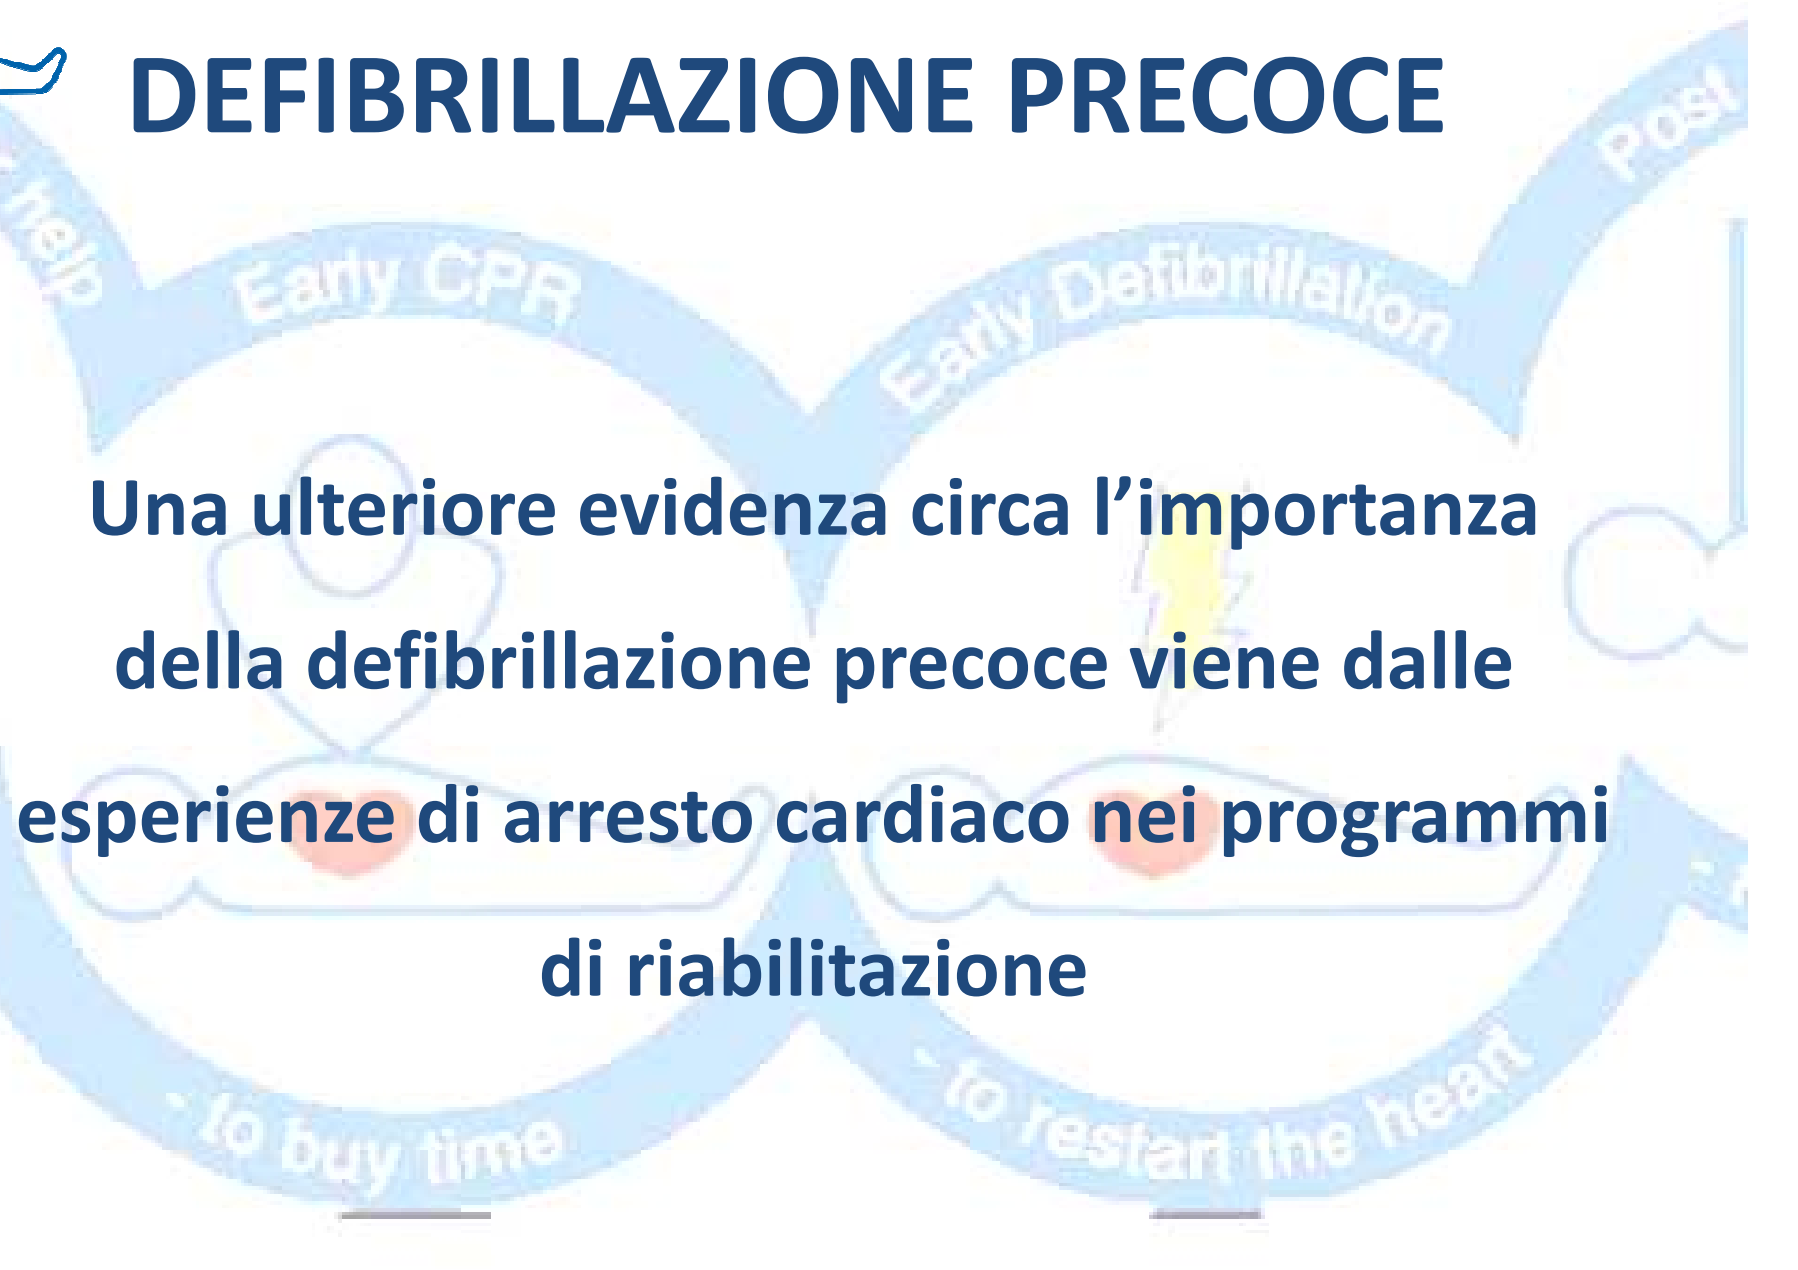 DEFIBRILLAZIONE PRECOCE
Post
- help
Early CPR
Early Defibrillation
Una ulteriore evidenza circa l’importanza
della defibrillazione precoce viene dalle
esperienze di arresto cardiaco nei programmi
di riabilitazione
- to buy time
- to restart the heart